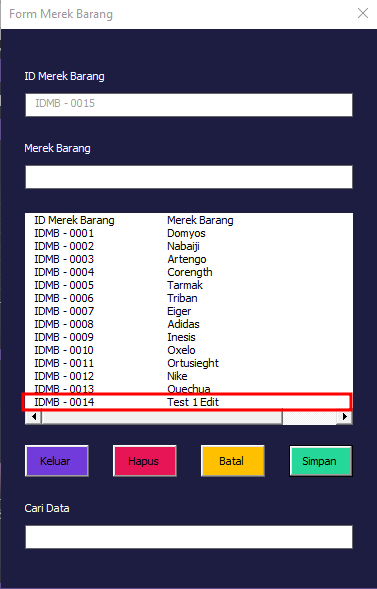 Form Merek Barang
ID Merek Barang
IDMB - 0015
Merek Barang
ID Merek Barang Merek Barang
IDMB - 0001 Domyos
IDMB - 0002 Nabaiji
IDMB - 0003 Artengo
IDMB - 0004 Corength
IDMB - 0005 Tarmak
IDMB - 0006 Triban
IDMB - 0007 Eiger
IDMB - 0008 Adidas
IDMB - 0009 Inesis
IDMB - 0010 Oxelo
IDMB - 0011 Ortusieght
IDMB - 0012 Nike
IDMB - 0013 Quechua
IDMB - 0014 Test 1 Edit
Keluar Hapus Batal Simpan
Cari Data